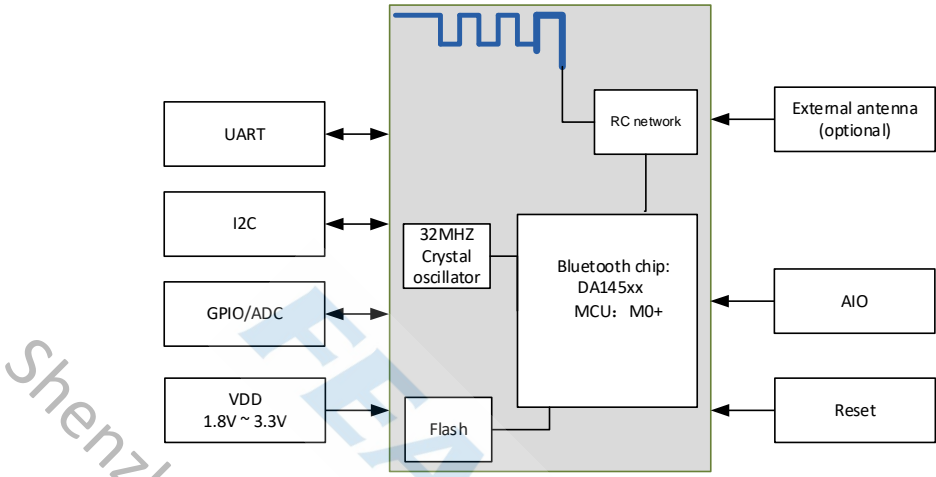 UART
I2C
GPIO/ADC
VDD
1.8V ~ 3.3V
RC network
32MHZ
Crystal
oscillator
Bluetooth chip:
DA145xx
MCU：M0+
Flash
External antenna
(optional)
AIO
Reset